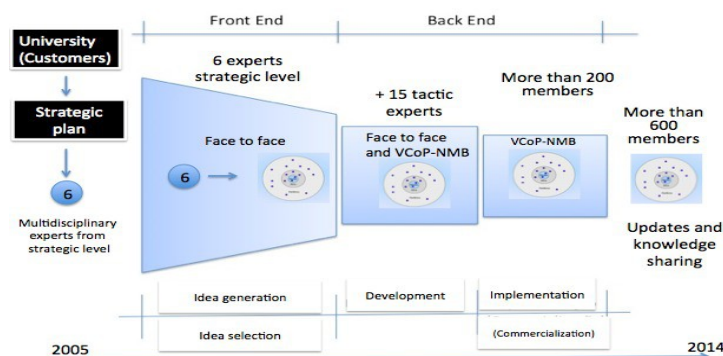 Front End
Back End
University
(Customers)
Strategic
plan
6
Multidisciplinary
experts from
strategic level
6 experts
strategic level
Face to face
6
+ 15 tactic
experts
Face to face
and VCoP-NMB
More than 200
members
VCoP-NMB
More than
600
members
Updates and
knowledge
sharing
Idea generation
Idea selection
Development
Implementation
(Commercialization)
2005
2014